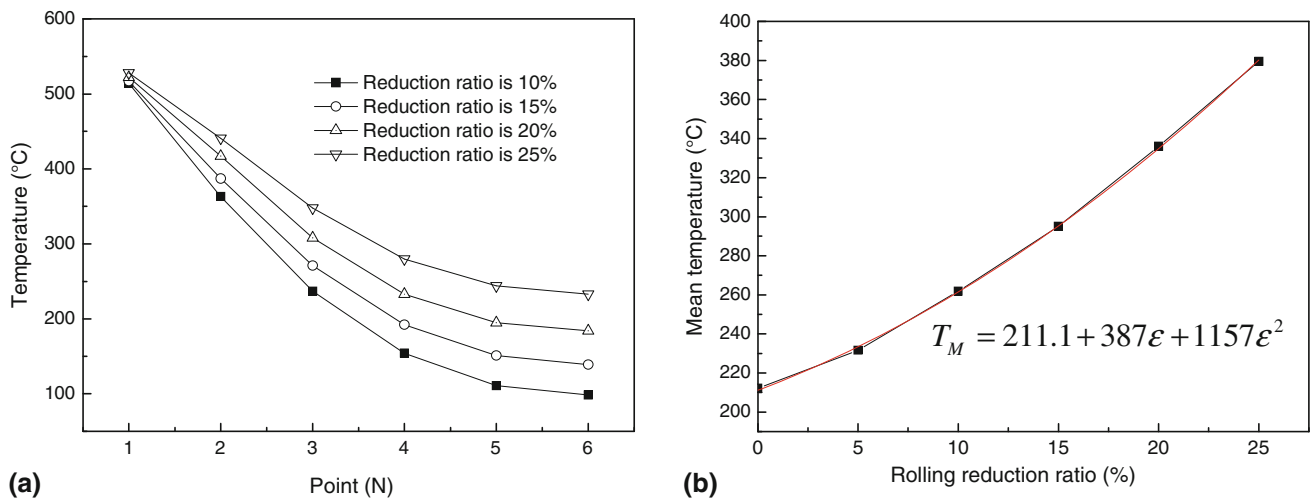 600
500
400
300
200
100
Temperature (°C)
Reduction ratio is 10%
Reduction ratio is 15%
Reduction ratio is 20%
Reduction ratio is 25%
1 2 3 4 5 6
Point (N)
(a)
400
380
360
340
320
300
280
260
240
220
200
Mean temperature (°C)
T_M = 211.1 + 387ε + 1157ε²
0 5 10 15 20 25
Rolling reduction ratio (%)
(b)